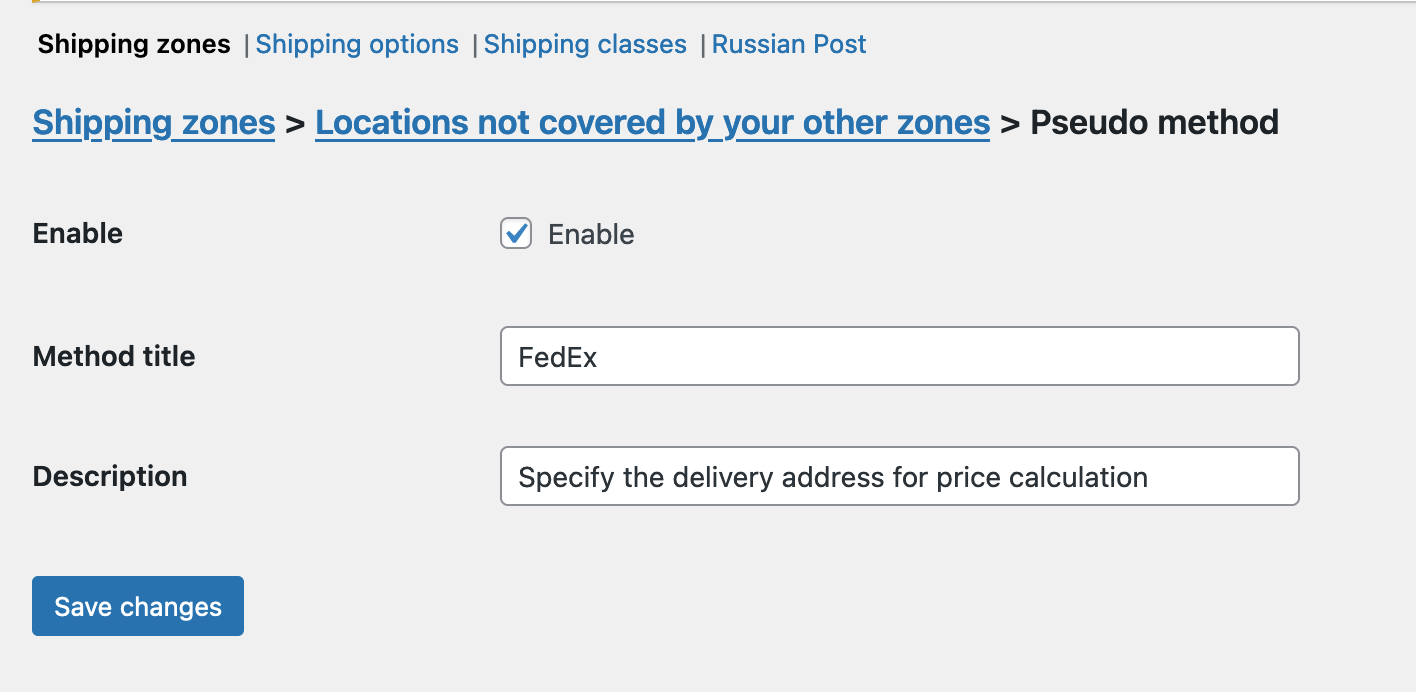 Shipping zones | Shipping options | Shipping classes | Russian Post
Shipping zones > Locations not covered by your other zones > Pseudo method
Enable Enable
Method title FedEx
Description Specify the delivery address for price calculation
Save changes